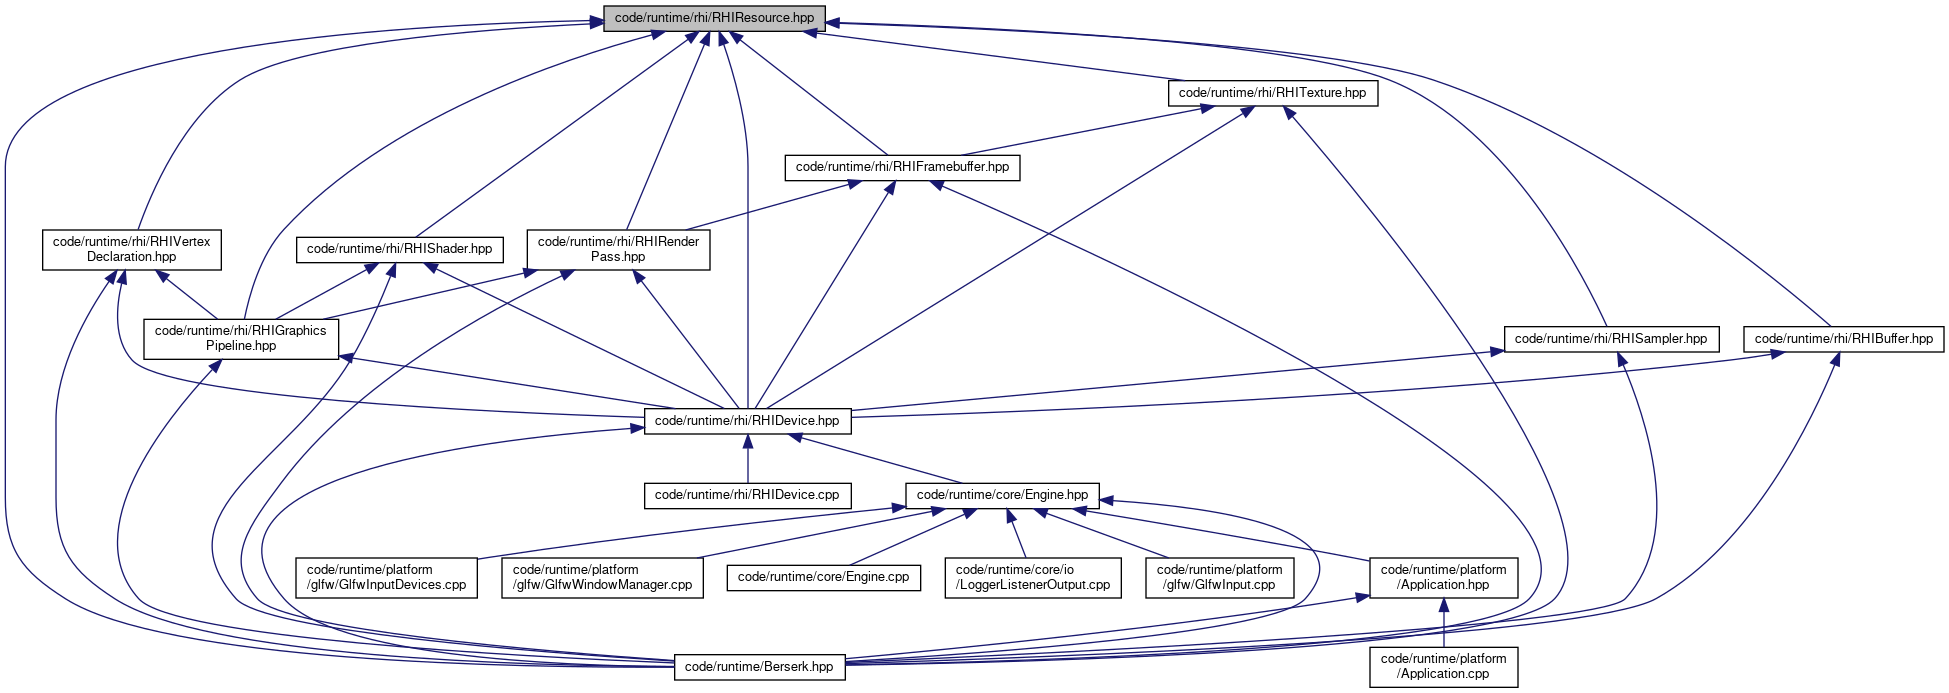 code/runtime/rhi/RHIResource.hpp
code/runtime/rhi/RHITexture.hpp
code/runtime/rhi/RHIFramebuffer.hpp
code/runtime/rhi/RHIVertex
Declaration.hpp
code/runtime/rhi/RHIShader.hpp
code/runtime/rhi/RHIRender
Pass.hpp
code/runtime/rhi/RHIGraphics
Pipeline.hpp
code/runtime/rhi/RHISampler.hpp
code/runtime/rhi/RHIBuffer.hpp
code/runtime/rhi/RHIDevice.hpp
code/runtime/rhi/RHIDevice.cpp
code/runtime/core/Engine.hpp
code/runtime/platform
/glfw/GlfwInputDevices.cpp
code/runtime/platform
/glfw/GlfwWindowManager.cpp
code/runtime/core/Engine.cpp
code/runtime/core/io
/LoggerListenerOutput.cpp
code/runtime/platform
/glfw/GlfwInput.cpp
code/runtime/platform
/Application.hpp
code/runtime/Berserk.hpp
code/runtime/platform
/Application.cpp